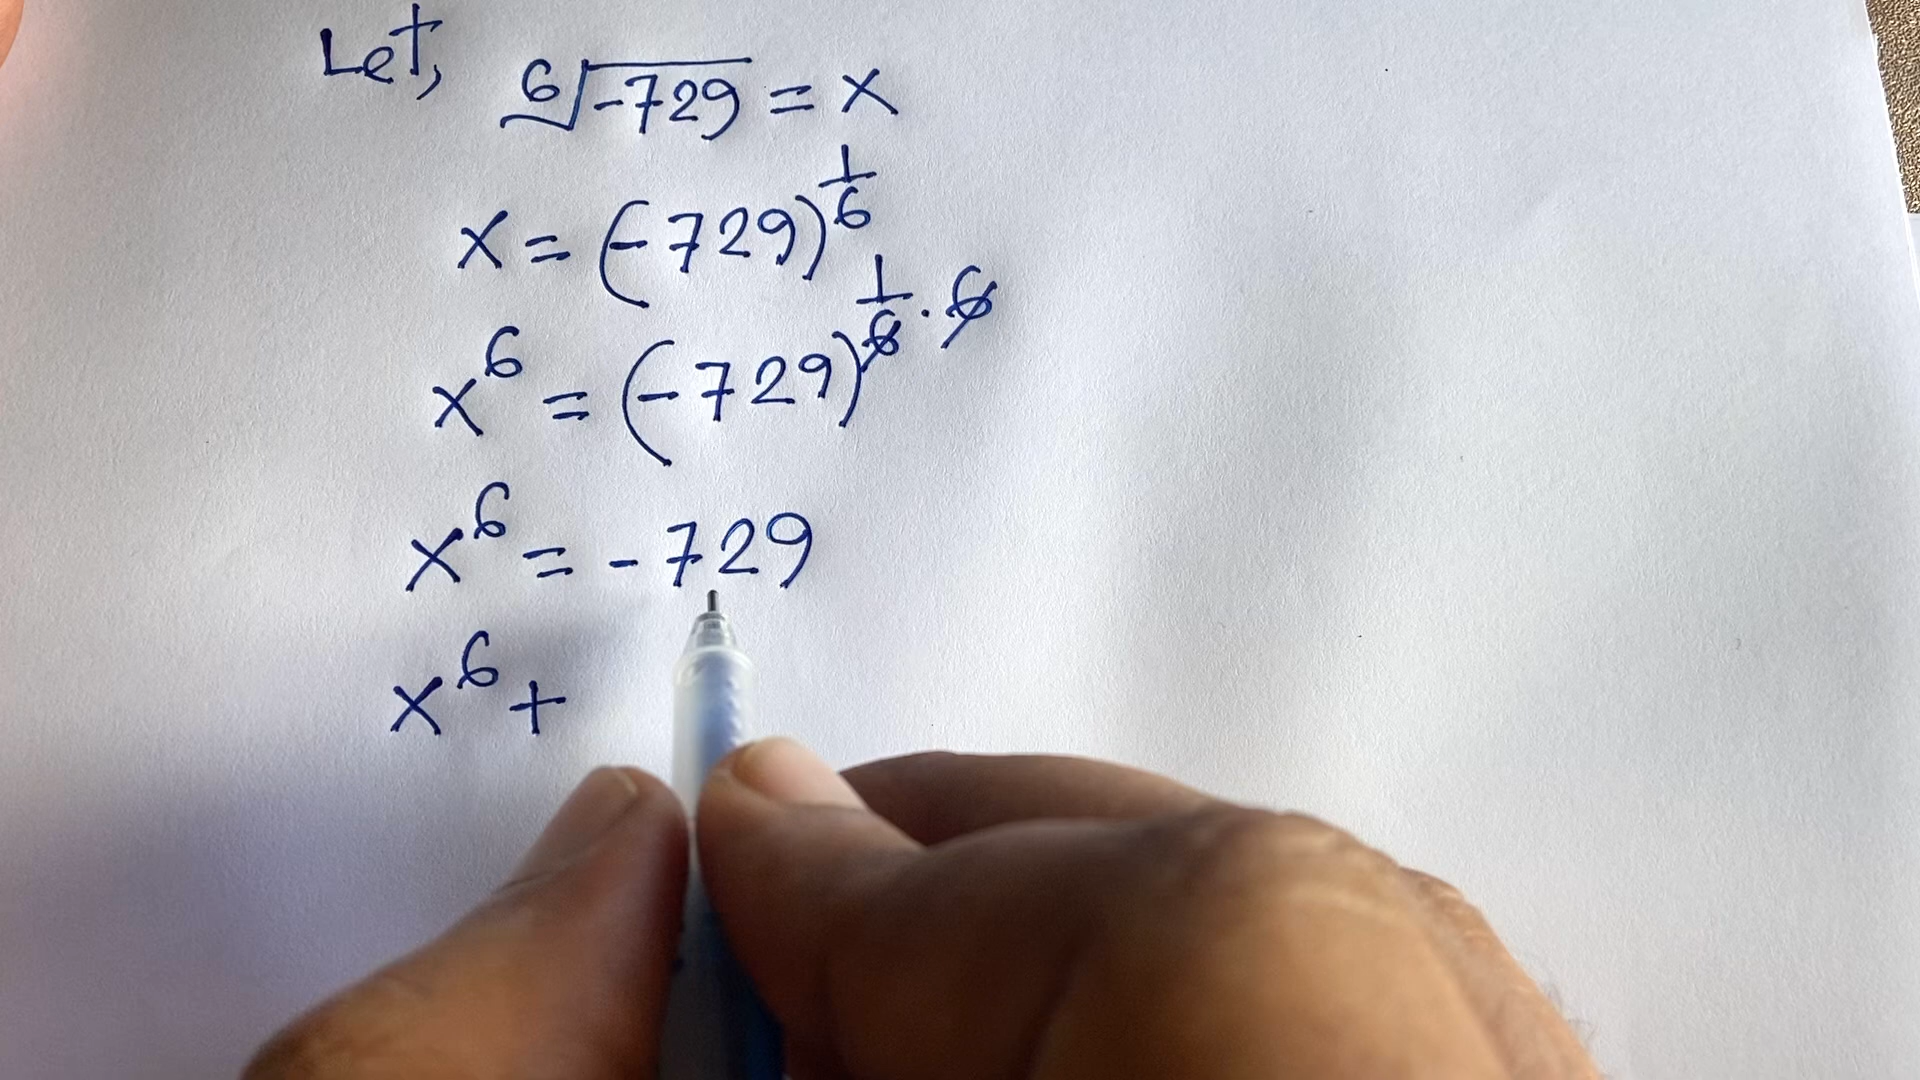 Let, ⁶√-729 = x
x = (-729)^(1/6)
x⁶ = (-729)^(1/6 · 6)
x⁶ = -729
x⁶ +